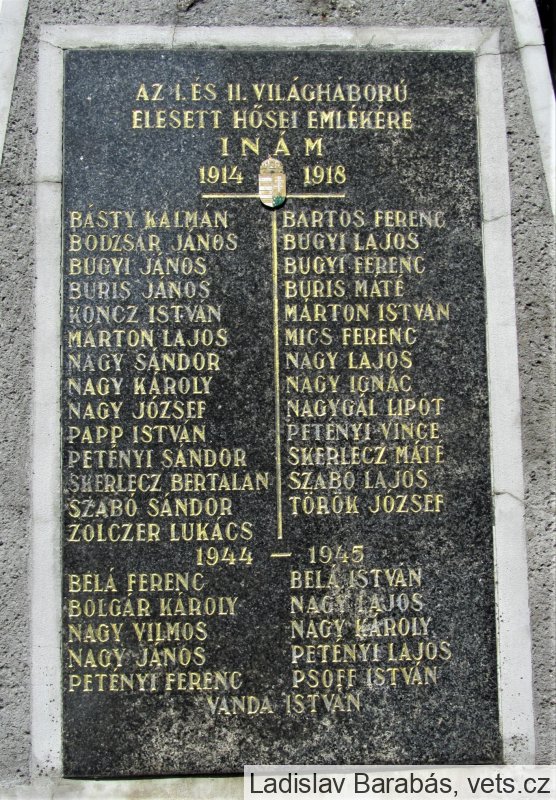 AZ I. ÉS II. VILÁGHÁBORÚ
ELESETT HŐSEI EMLÉKÉRE
INÁM
1914 1918
BÁSTY KÁLMÁN
BODZSÁR JÁNOS
BUGYI JÁNOS
BURIS JÁNOS
KONCZ ISTVÁN
MÁRTON LAJOS
NAGY SÁNDOR
NAGY KÁROLY
NAGY JÓZSEF
PAPP ISTVÁN
PETÉNYI SÁNDOR
SKERLECZ BERTALAN
SZABÓ SÁNDOR
ZÓLCZER LUKÁCS
BARTOS FERENC
BUGYI LAJOS
BUGYI FERENC
BURIS MÁTÉ
MÁRTON ISTVÁN
MICS FERENC
NAGY LAJOS
NAGY IGNÁC
NAGYGÁL LIPÓT
PETÉNYI VINCE
SKERLECZ MÁTÉ
SZABÓ LAJOS
TÖRÖK JÓZSEF
1944 — 1945
BÉLÁ FERENC
BOLGÁR KÁROLY
NAGY VILMOS
NAGY JÁNOS
PETÉNYI FERENC
BÉLÁ ISTVÁN
NAGY LAJOS
NAGY KÁROLY
PETÉNYI LAJOS
PSOFF ISTVÁN
VANDA ISTVÁN
Ladislav Barabás, vets.cz